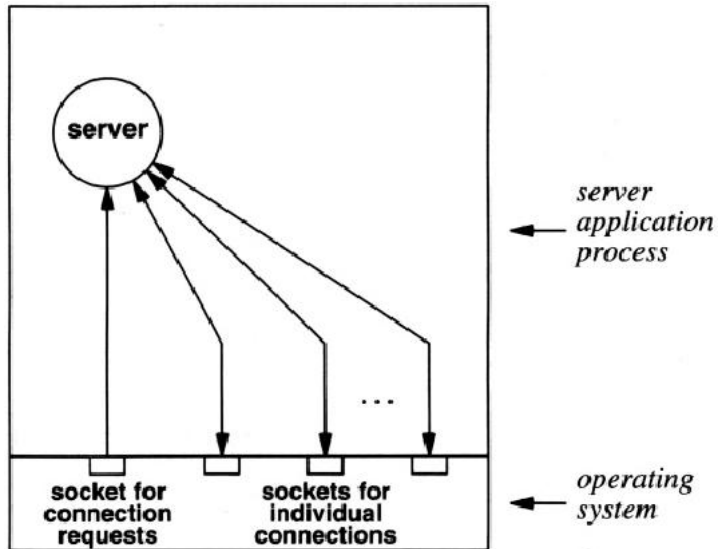 server
server
application
process
...
socket for
connection
requests
sockets for
individual
connections
operating
system